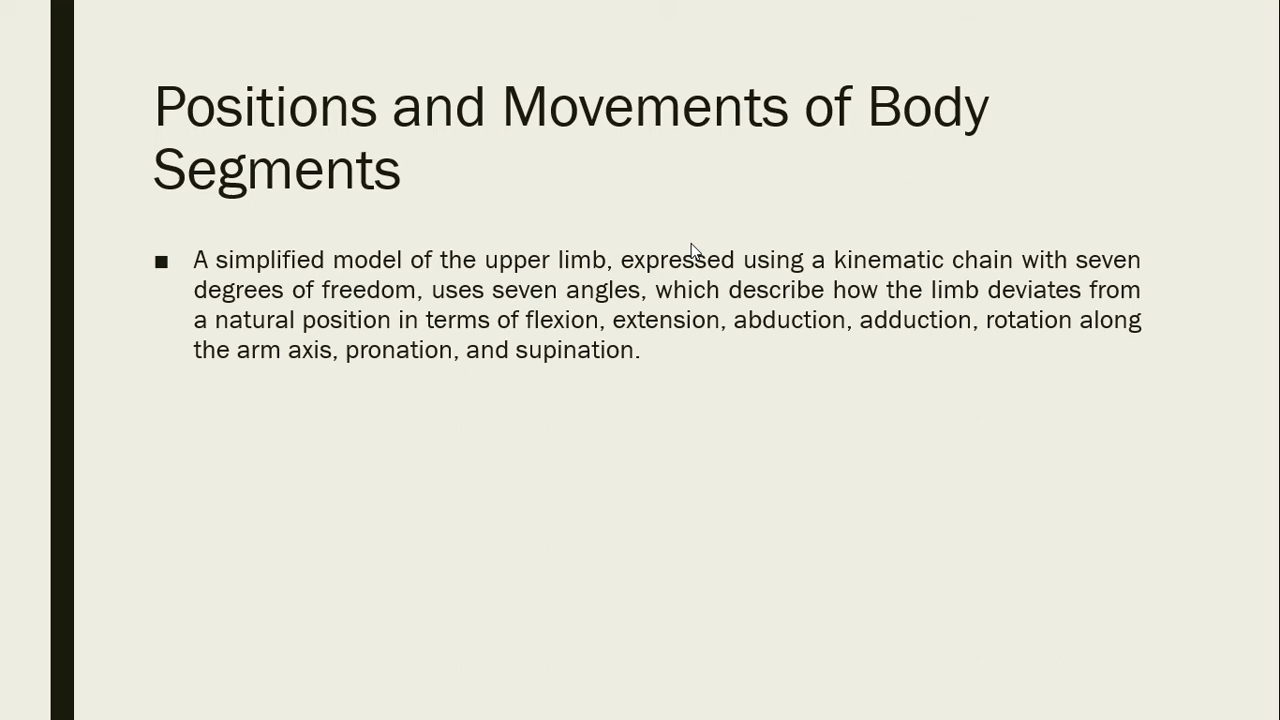 Positions and Movements of Body
Segments
■ A simplified model of the upper limb, expressed using a kinematic chain with seven
degrees of freedom, uses seven angles, which describe how the limb deviates from
a natural position in terms of flexion, extension, abduction, adduction, rotation along
the arm axis, pronation, and supination.